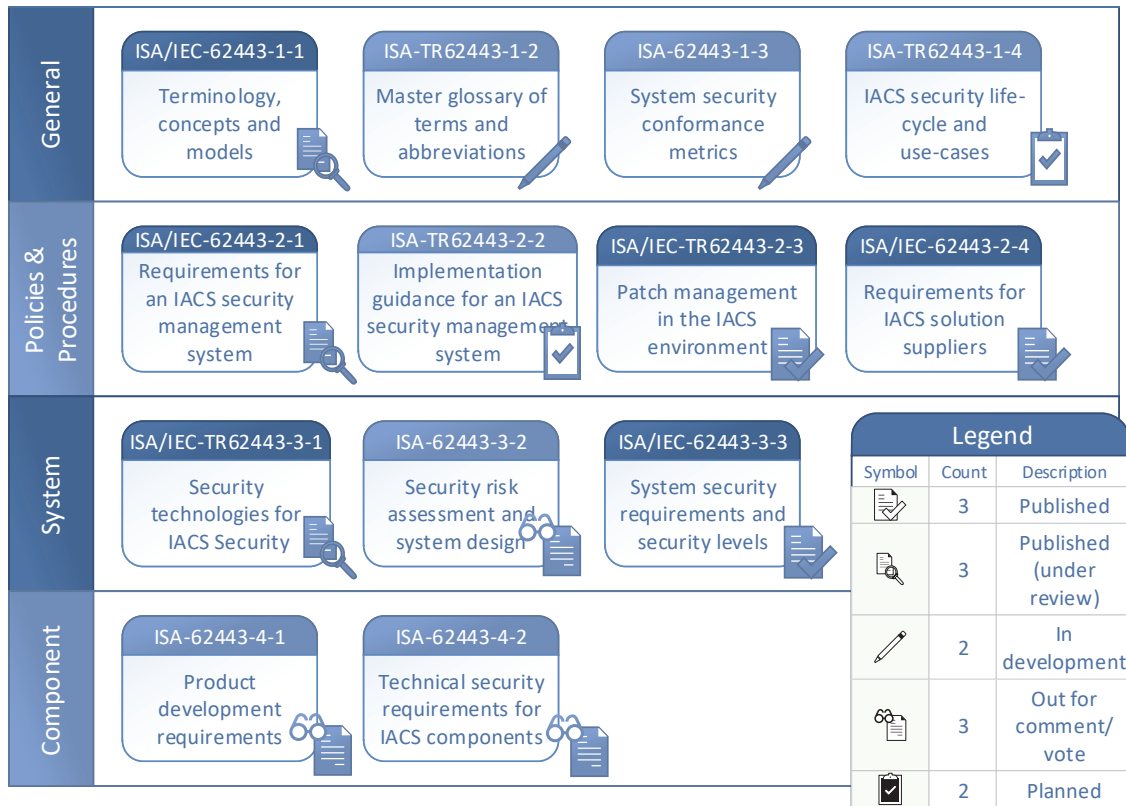 General
ISA/IEC-62443-1-1
Terminology,
concepts and
models
ISA-TR62443-1-2
Master glossary of
terms and
abbreviations
ISA-62443-1-3
System security
conformance
metrics
ISA-TR62443-1-4
IACS security life-
cycle and
use-cases
Policies &
Procedures
ISA/IEC-62443-2-1
Requirements for
an IACS security
management
system
ISA-TR62443-2-2
Implementation
guidance for an IACS
security management
system
ISA/IEC-TR62443-2-3
Patch management
in the IACS
environment
ISA/IEC-62443-2-4
Requirements for
IACS solution
suppliers
System
ISA/IEC-TR62443-3-1
Security
technologies for
IACS Security
ISA-62443-3-2
Security risk
assessment and
system design
ISA/IEC-62443-3-3
System security
requirements and
security levels
Component
ISA-62443-4-1
Product
development
requirements
ISA-62443-4-2
Technical security
requirements for
IACS components
Legend
Symbol Count Description
3 Published
3 Published
(under
review)
2 In
development
3 Out for
comment/
vote
2 Planned